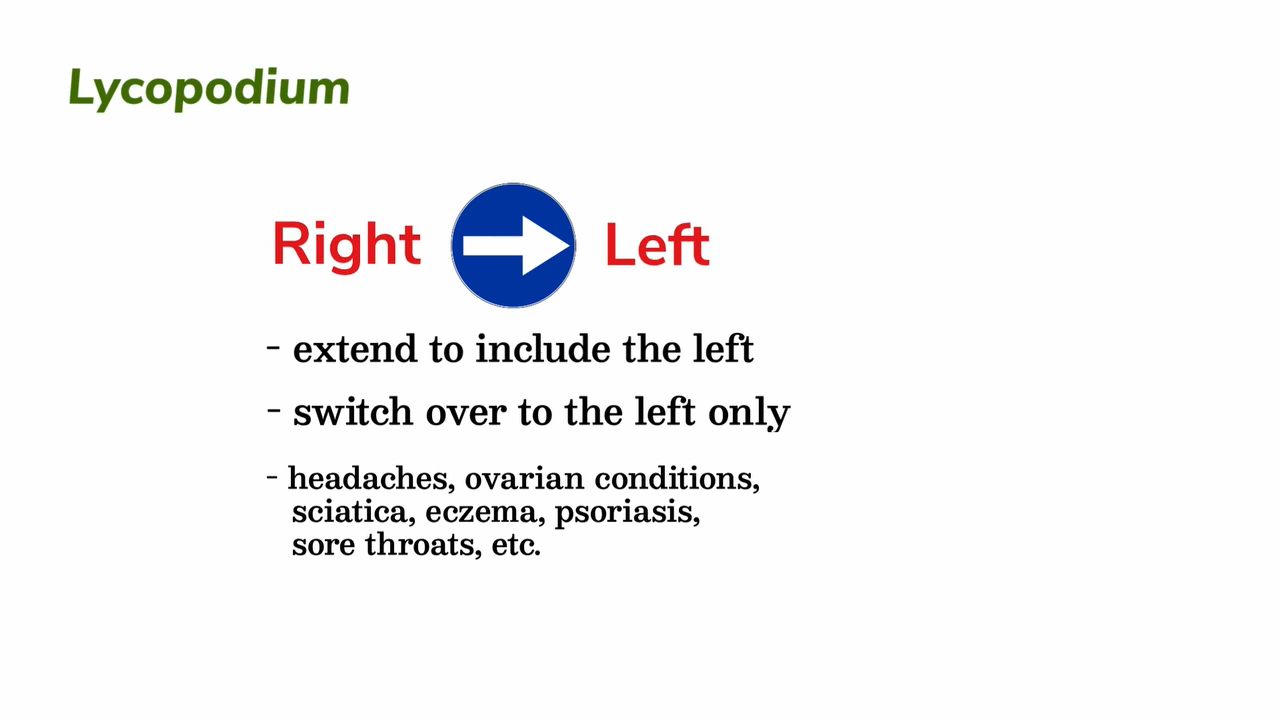 Lycopodium
Right Left
- extend to include the left
- switch over to the left only
- headaches, ovarian conditions,
sciatica, eczema, psoriasis,
sore throats, etc.